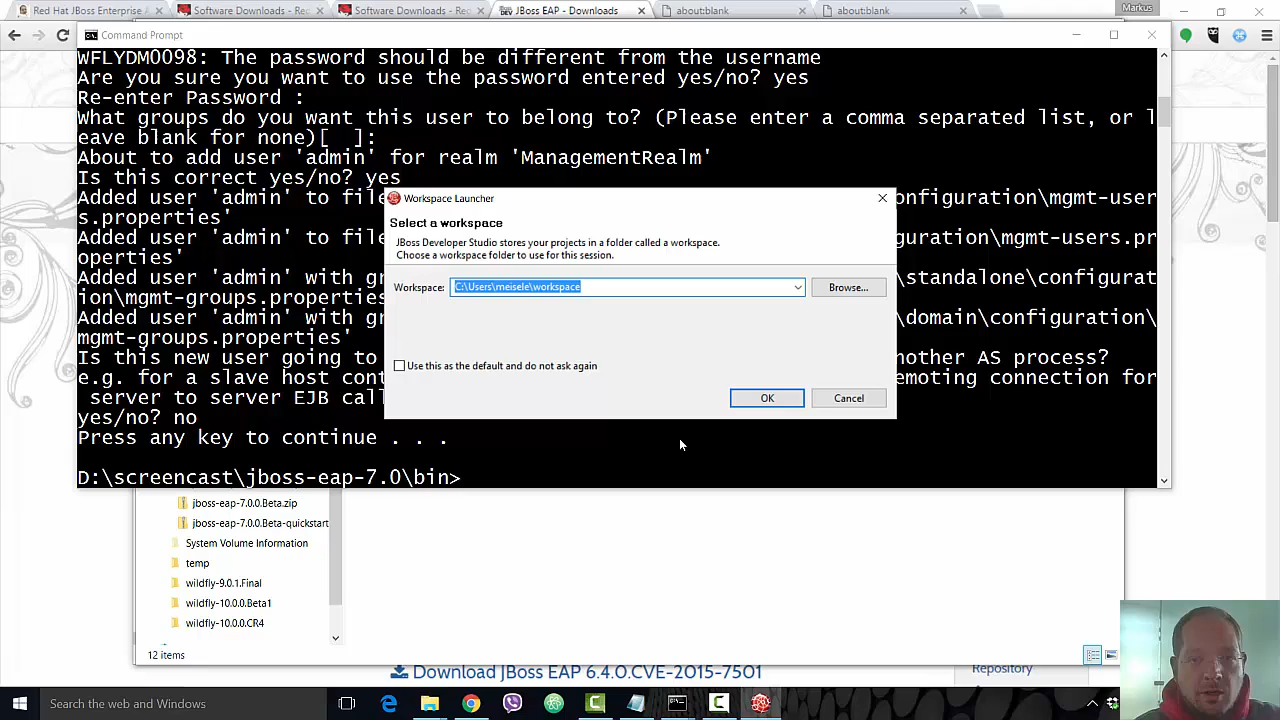 Red Hat JBoss Enterprise A
Software Downloads - Red
Software Downloads - Red
JBoss EAP - Downloads
about:blank
about:blank
Markus
Command Prompt
WFLYDM0098: The password should be different from the username
Are you sure you want to use the password entered yes/no? yes
Re-enter Password :
What groups do you want this user to belong to? (Please enter a comma separated list, or l
eave blank for none)[  ]:
About to add user 'admin' for realm 'ManagementRealm'
Is this correct yes/no? yes
Added user 'admin' to file
onfiguration\mgmt-user
s.properties'
Added user 'admin' to file
guration\mgmt-users.pr
operties'
Added user 'admin' with gr
\standalone\configurat
ion\mgmt-groups.properties
Added user 'admin' with gr
\domain\configuration\
mgmt-groups.properties'
Is this new user going to
nother AS process?
e.g. for a slave host cont
emoting connection for
server to server EJB cal
yes/no? no
Press any key to continue . . .
D:\screencast\jboss-eap-7.0\bin>
Workspace Launcher
Select a workspace
JBoss Developer Studio stores your projects in a folder called a workspace.
Choose a workspace folder to use for this session.
Workspace:
C:\Users\meisele\workspace
Browse...
Use this as the default and do not ask again
OK
Cancel
jboss-eap-7.0.0.Beta.zip
jboss-eap-7.0.0.Beta-quickstart
System Volume Information
temp
wildfly-9.0.1.Final
wildfly-10.0.0.Beta1
wildfly-10.0.0.CR4
12 items
Download JBoss EAP 6.4.0.CVE-2015-7501
Repository
Search the web and Windows